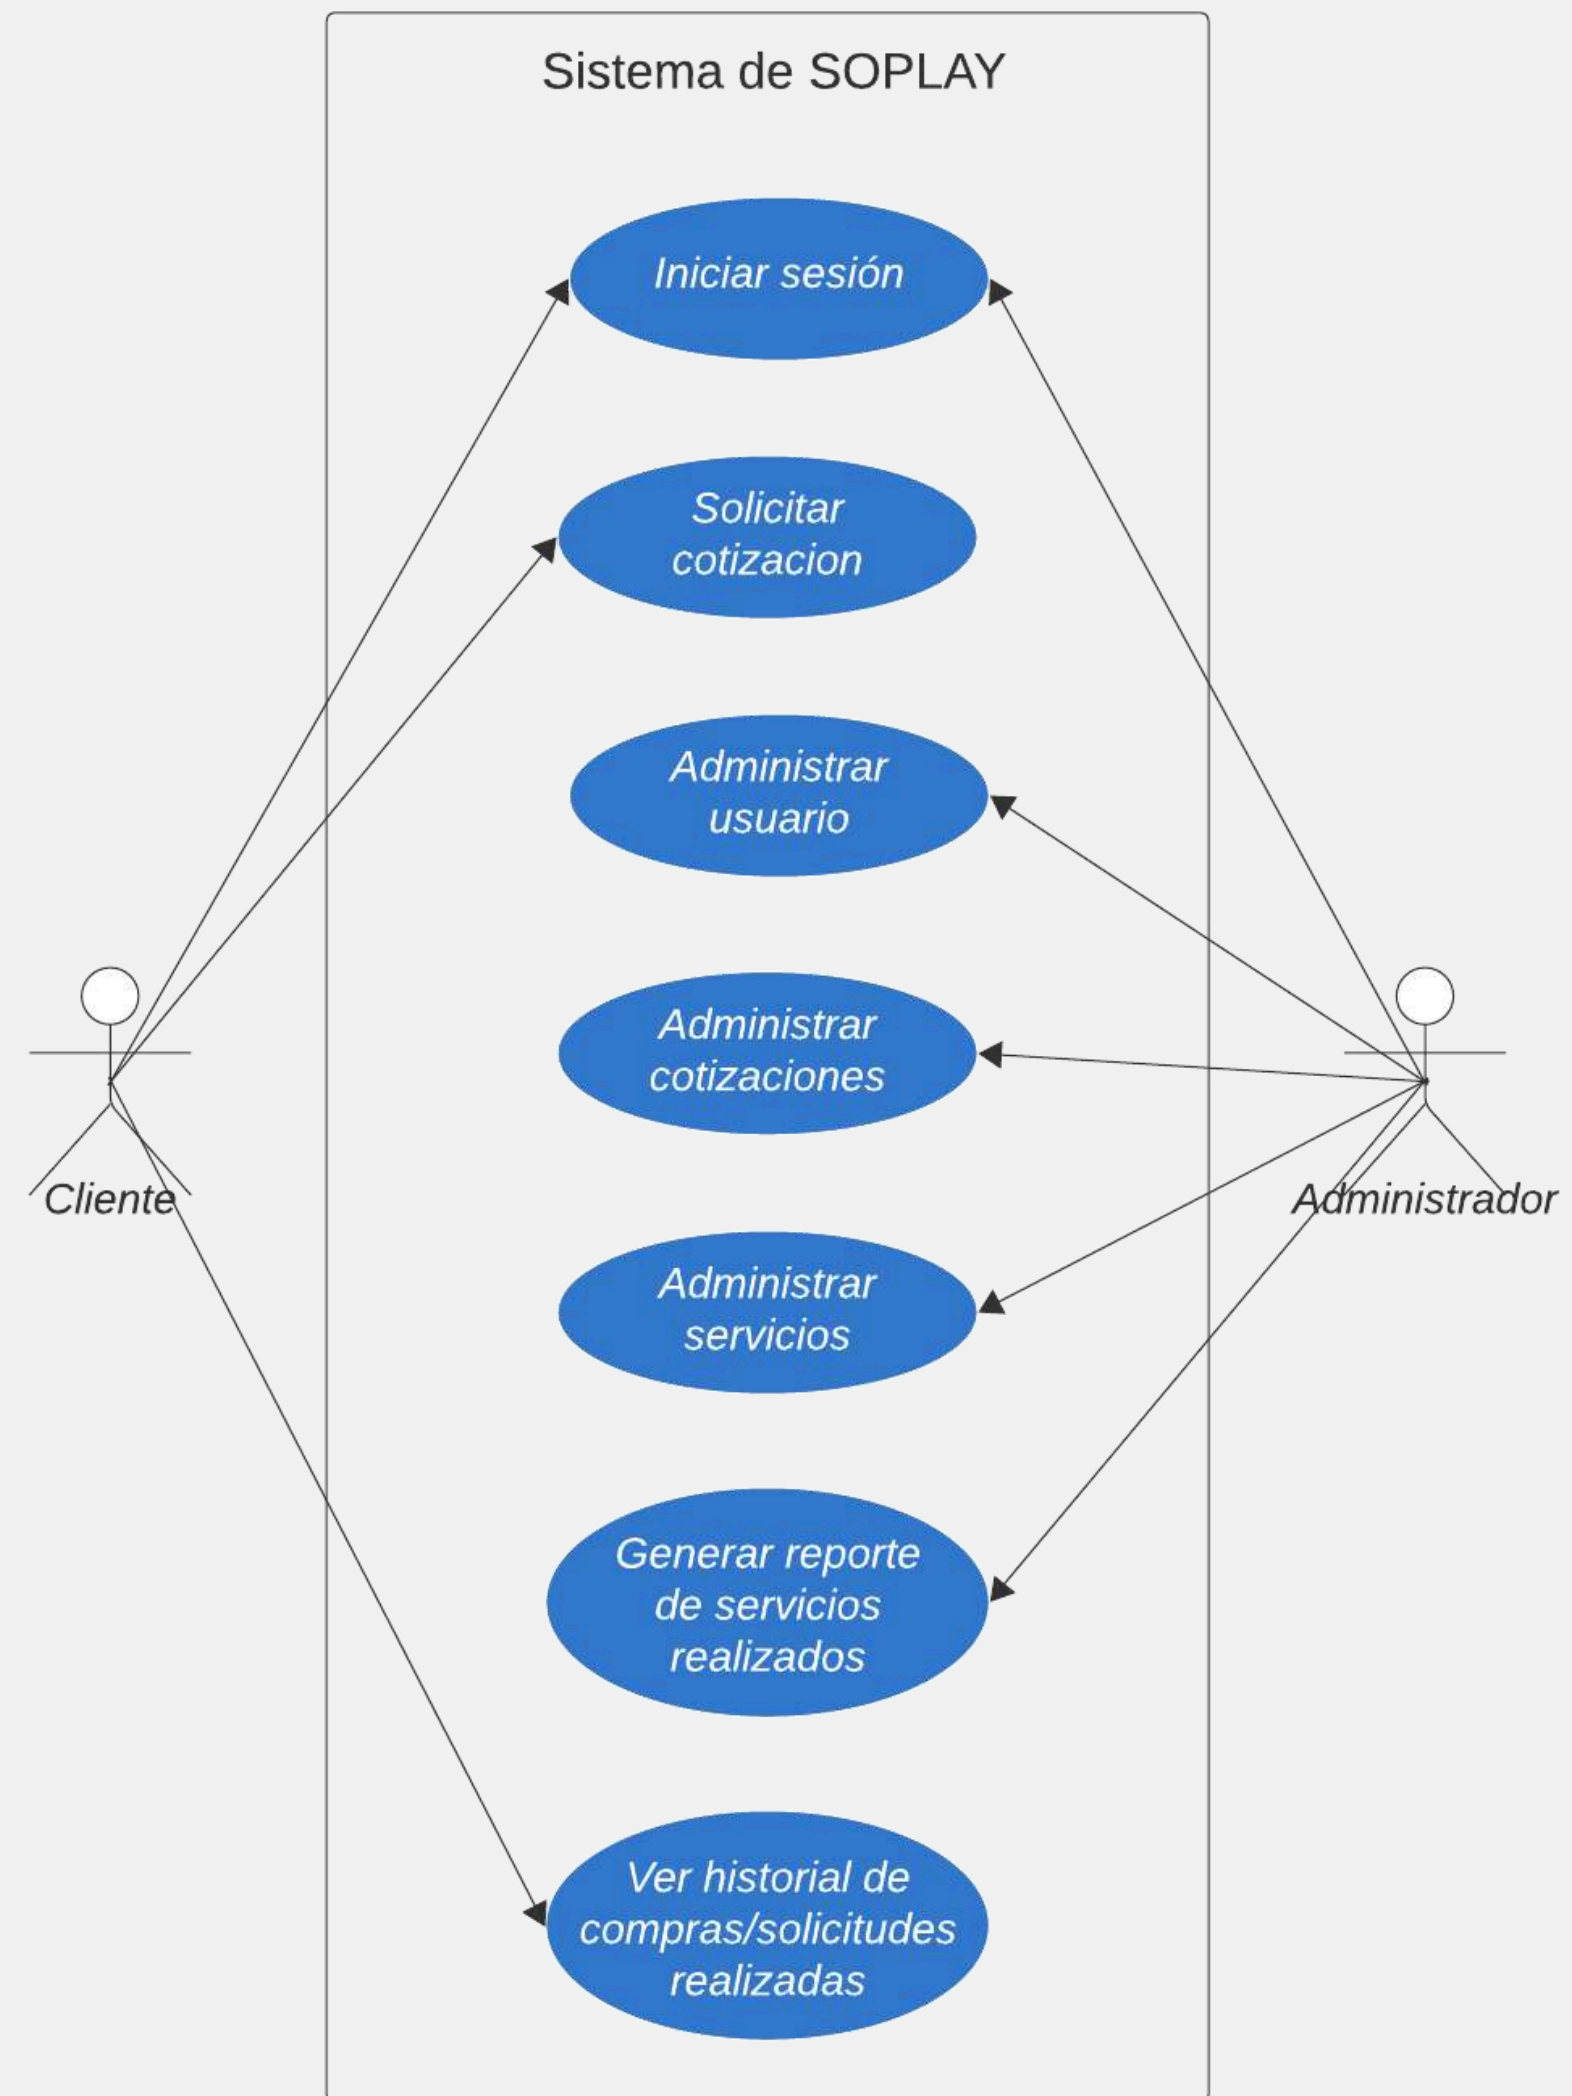 Sistema de SOPLAY
Iniciar sesión
Solicitar
cotizacion
Administrar
usuario
Administrar
cotizaciones
Cliente
Administrador
Administrar
servicios
Generar reporte
de servicios
realizados
Ver historial de
compras/solicitudes
realizadas